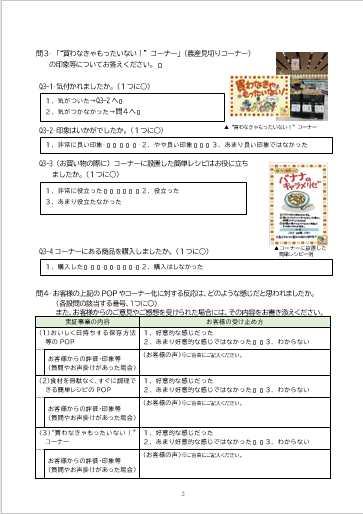 問３ 「“買わなきゃもったいない！”コーナー」（農産見切りコーナー）
の印象等についてお答えください。
Q3-1 気付かれましたか。（１つに○）
１．気がついた→Q3-2 へ
２．気がつかなかった→問４へ
買わなきゃもったいない！
▲“買わなきゃもったいない！”コーナー
Q3-2 印象はいかがでしたか。（１つに○）
１．非常に良い印象 ２．やや良い印象 ３．あまり良い印象ではなかった
Q3-3（お買い物の際に）コーナーに設置した簡単レシピはお役に立ち
ましたか。（１つに○）
１．非常に役立った ２．役立った
３．あまり役立たなかった
バナナの
キャラメリゼ
▲コーナーに設置した
簡単レシピ一例
Q3-4 コーナーにある商品を購入しましたか。（１つに○）
１．購入した ２．購入はしなかった
問４ お客様の上記の POP やコーナー化に対する反応は、どのような感じだと思われましたか。
（各設問の該当する番号、1つに○）
また、お客様からのご意見やご感想を受けられた場合には、その内容をお書き添えください。
実証事業の内容 お客様の受け止め方
（１）おいしく日持ちする保存方法
等の POP
１．好意的な感じだった
２．あまり好意的な感じではなかった ３．わからない
お客様からの評価・印象等
（質問やお声掛けがあった場合）
（お客様の声）※ご自由にご記入ください。
（２）食材を無駄なく、すぐに調理で
きる簡単レシピの POP
１．好意的な感じだった
２．あまり好意的な感じではなかった ３．わからない
お客様からの評価・印象等
（質問やお声掛けがあった場合）
（お客様の声）※ご自由にご記入ください。
（３）“買わなきゃもったいない！”
コーナー
１．好意的な感じだった
２．あまり好意的な感じではなかった ３．わからない
お客様からの評価・印象等
（質問やお声掛けがあった場合）
（お客様の声）※ご自由にご記入ください。
2